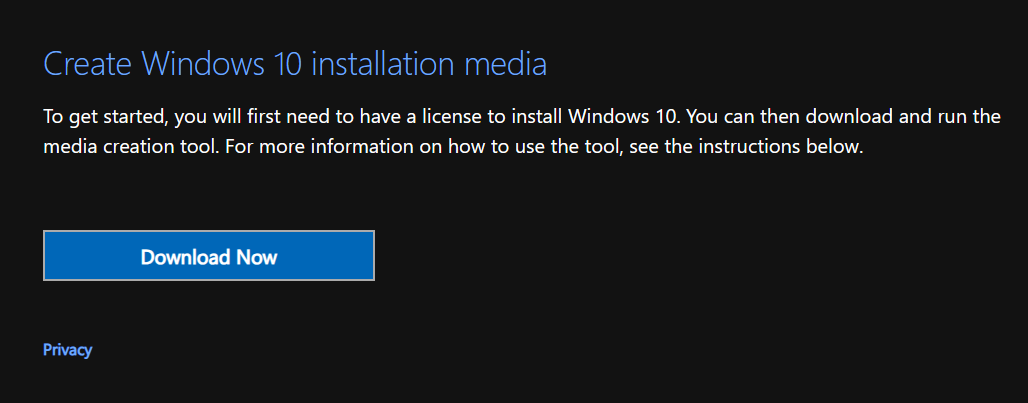 Create Windows 10 installation media
To get started, you will first need to have a license to install Windows 10. You can then download and run the
media creation tool. For more information on how to use the tool, see the instructions below.
Download Now
Privacy